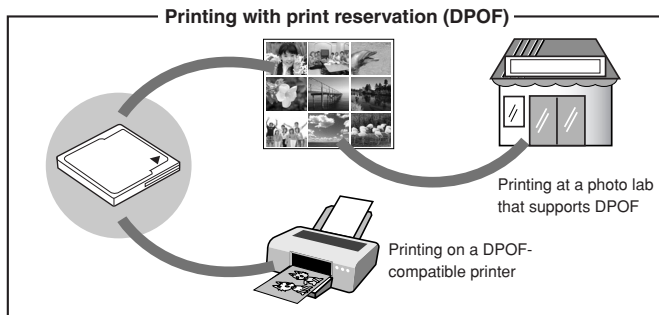 Printing with print reservation (DPOF)
Printing at a photo lab
that supports DPOF
Printing on a DPOF-
compatible printer